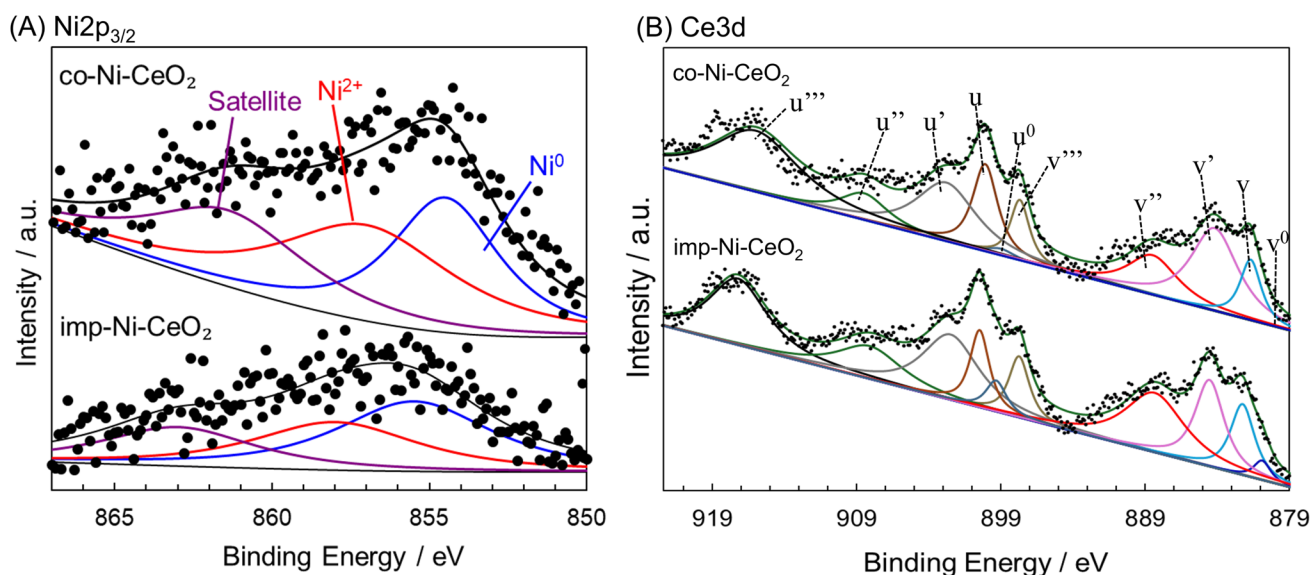 (A) Ni2p3/2
co-Ni-CeO2
Satellite
Ni2+
Ni0
imp-Ni-CeO2
Intensity / a.u.
865
860
855
850
Binding Energy / eV
(B) Ce3d
co-Ni-CeO2
u'''
u''
u'
u
u0
v'''
v''
v'
v
v0
imp-Ni-CeO2
Intensity / a.u.
919
909
899
889
879
Binding Energy / eV